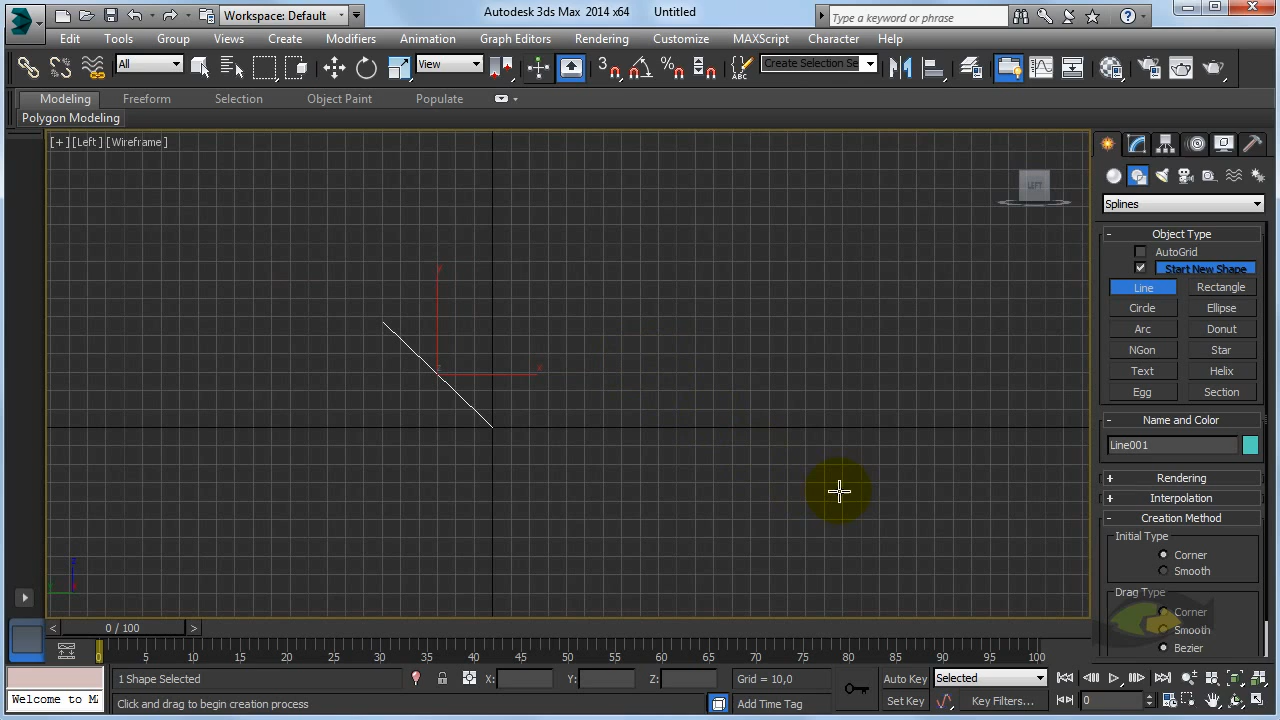 Workspace: Default
Autodesk 3ds Max 2014 x64 Untitled
Type a keyword or phrase
Edit Tools Group Views Create Modifiers Animation Graph Editors Rendering Customize MAXScript Character Help
All
View
Create Selection Se
Modeling Freeform Selection Object Paint Populate
Polygon Modeling
[+][Left][Wireframe]
LEFT
y
x
z
Splines
- Object Type
AutoGrid
Start New Shape
Line Rectangle
Circle Ellipse
Arc Donut
NGon Star
Text Helix
Egg Section
- Name and Color
Line001
+ Rendering
+ Interpolation
- Creation Method
Initial Type
Corner
Smooth
Drag Type
Corner
Smooth
Bezier
< 0 / 100 >
0 5 10 15 20 25 30 35 40 45 50 55 60 65 70 75 80 85 90 95 100
1 Shape Selected X: Y: Z: Grid = 10,0 Auto Key Selected
Welcome to M
Click and drag to begin creation process Add Time Tag Set Key Key Filters... 0